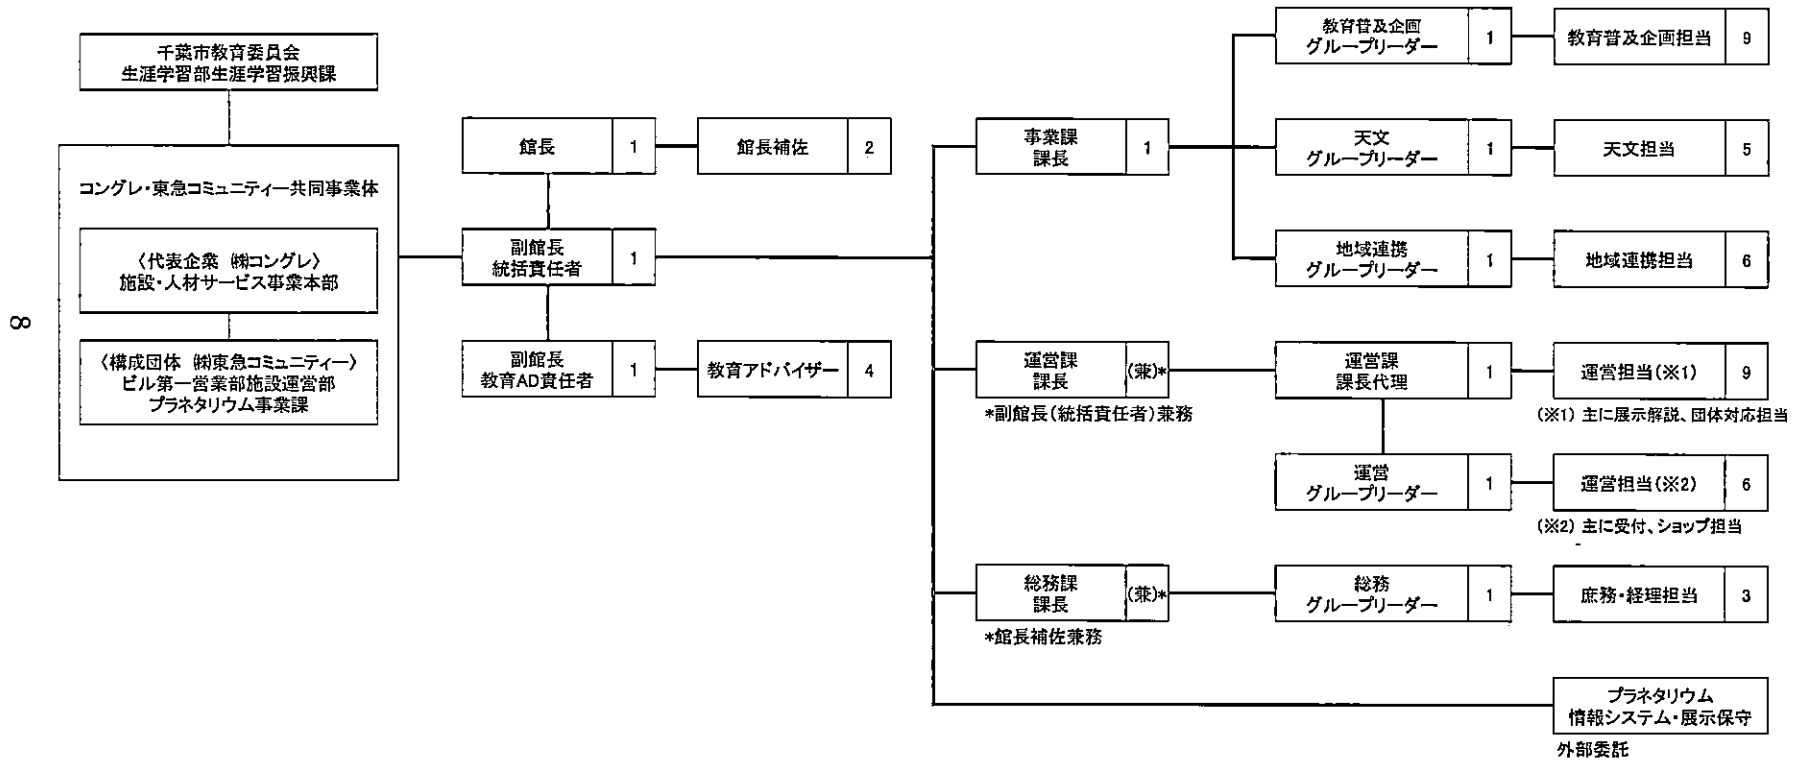 千葉市教育委員会
生涯学習部生涯学習振興課
コングレ・東急コミュニティー共同事業体
〈代表企業 ㈱コングレ〉
施設・人材サービス事業本部
〈構成団体 ㈱東急コミュニティー〉
ビル第一営業部施設運営部
プラネタリウム事業課
館長 1
館長補佐 2
副館長
統括責任者 1
副館長
教育AD責任者 1
教育アドバイザー 4
事業課
課長 1
教育普及企画
グループリーダー 1
教育普及企画担当 9
天文
グループリーダー 1
天文担当 5
地域連携
グループリーダー 1
地域連携担当 6
運営課
課長 (兼)*
*副館長(統括責任者)兼務
運営課
課長代理 1
運営担当(※1) 9
(※1) 主に展示解説、団体対応担当
運営
グループリーダー 1
運営担当(※2) 6
(※2) 主に受付、ショップ担当
総務課
課長 (兼)*
*館長補佐兼務
総務
グループリーダー 1
庶務・経理担当 3
プラネタリウム
情報システム・展示保守
外部委託
8